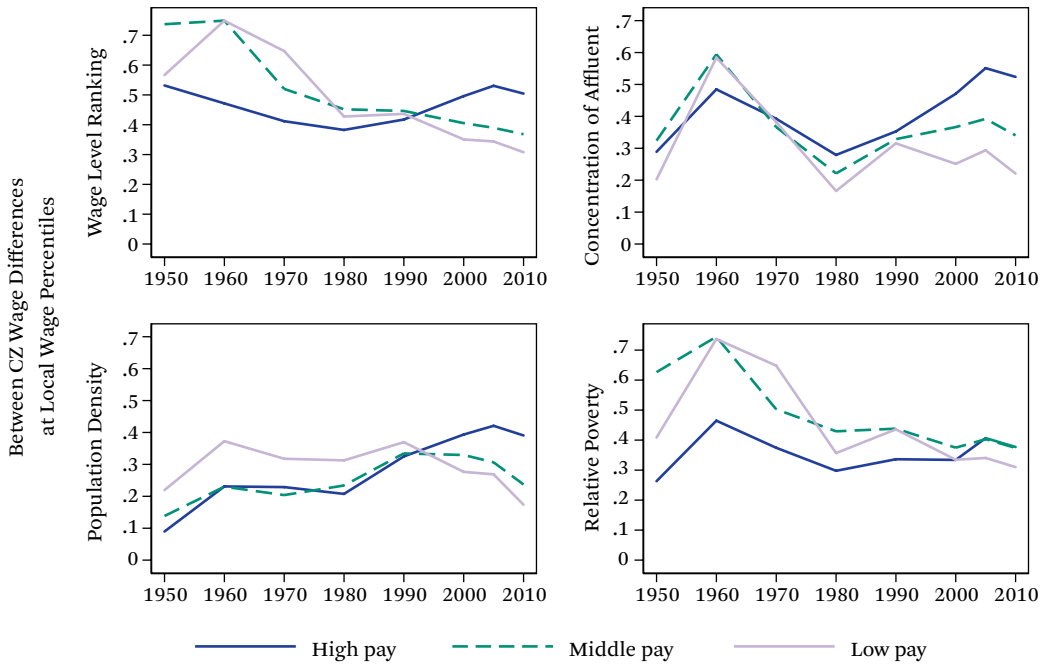 Between CZ Wage Differences
at Local Wage Percentiles
Wage Level Ranking
.7
.6
.5
.4
.3
.2
.1
0
1950 1960 1970 1980 1990 2000 2010
Concentration of Affluent
.7
.6
.5
.4
.3
.2
.1
0
1950 1960 1970 1980 1990 2000 2010
Population Density
.7
.6
.5
.4
.3
.2
.1
0
1950 1960 1970 1980 1990 2000 2010
Relative Poverty
.7
.6
.5
.4
.3
.2
.1
0
1950 1960 1970 1980 1990 2000 2010
High pay Middle pay Low pay